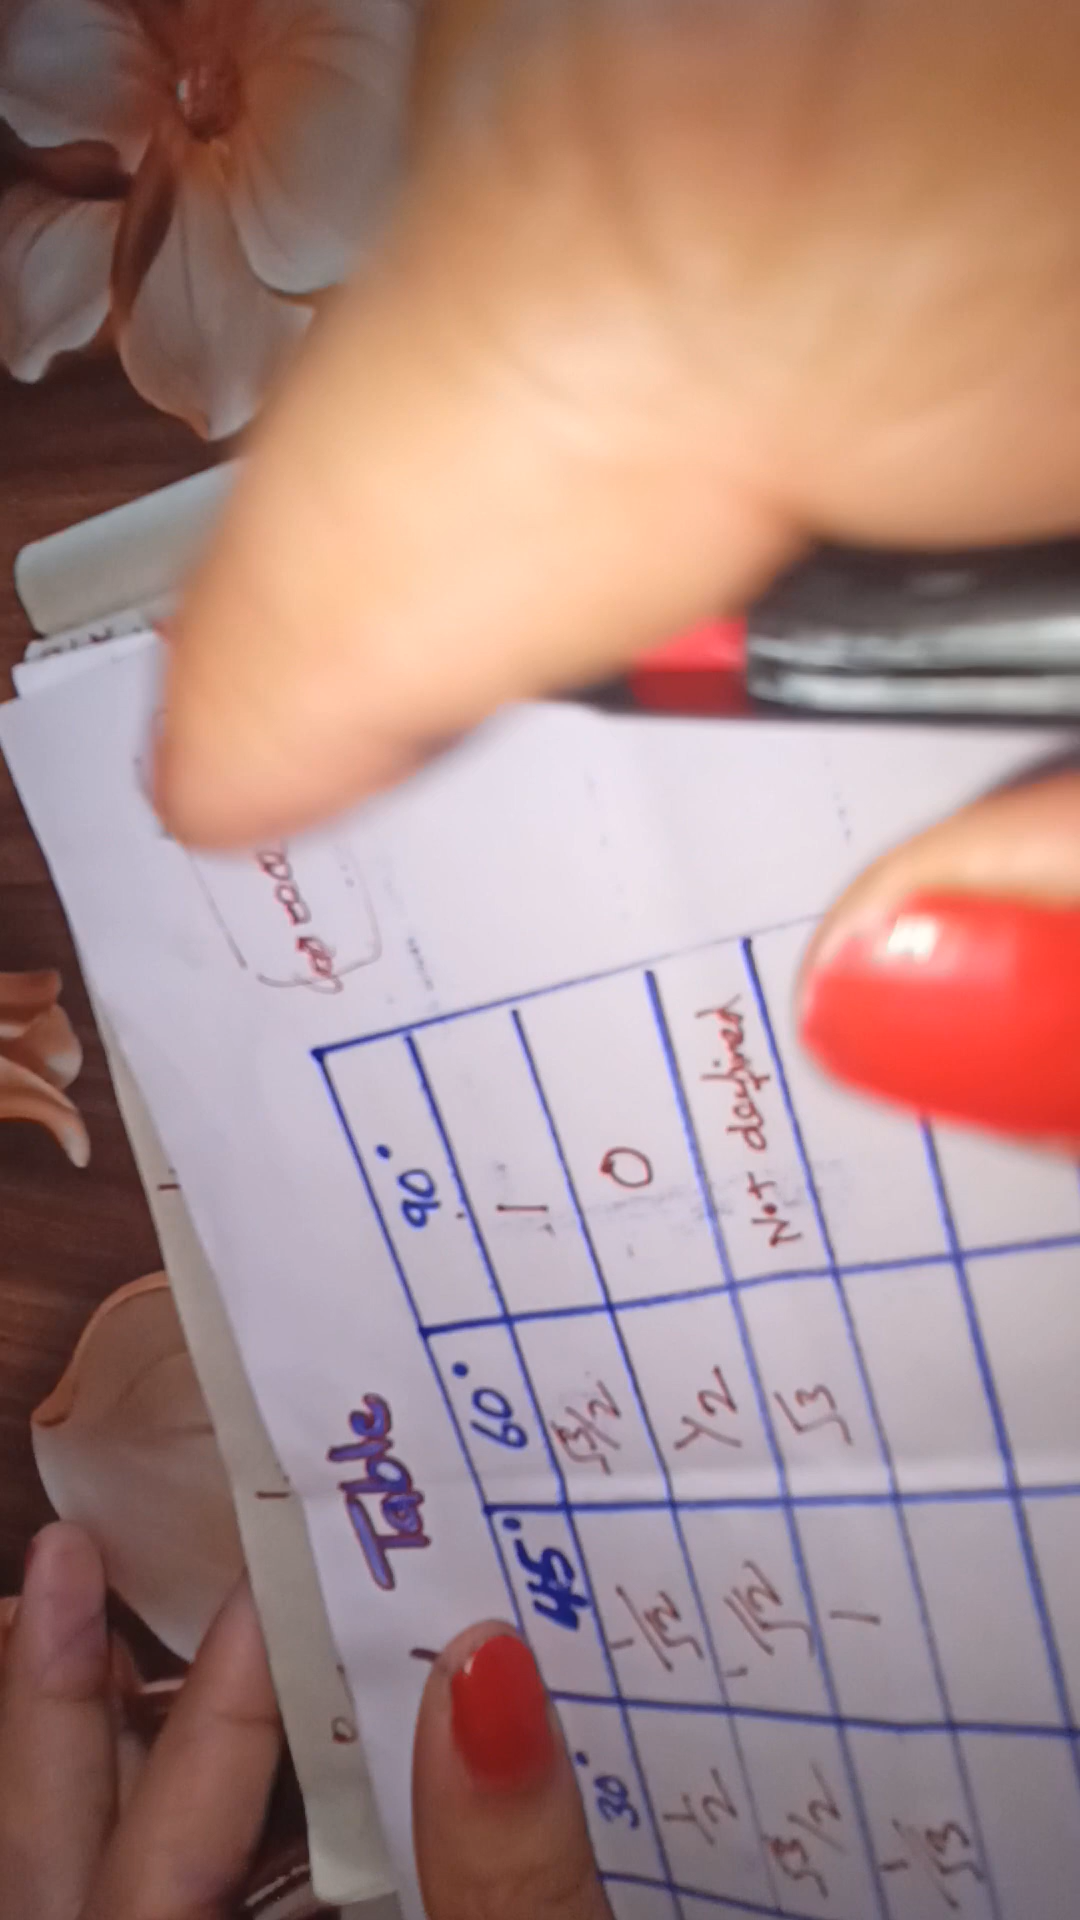 Table
30° 45° 60° 90°
1/2 1/√2 √3/2 1
√3/2 1/√2 1/2 0
1/√3 1 √3 Not defined